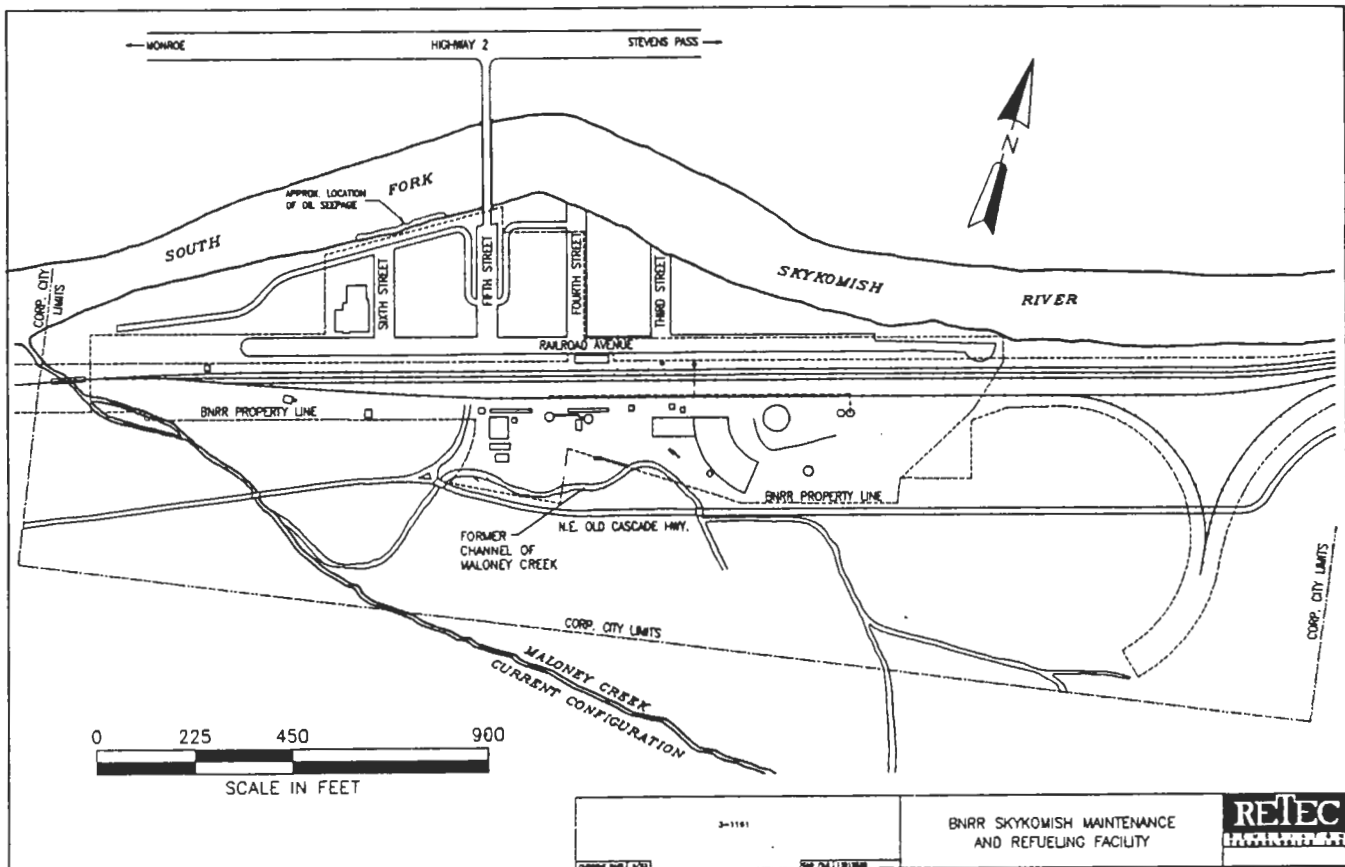 MONROE
HIGHWAY 2
STEVENS PASS
N
APPROX. LOCATION
OF OIL SEEPAGE
SOUTH
FORK
SKYKOMISH
RIVER
CORP. CITY
LIMITS
SIXTH STREET
FIFTH STREET
FOURTH STREET
THIRD STREET
RAILROAD AVENUE
BNRR PROPERTY LINE
BNRR PROPERTY LINE
N.E. OLD CASCADE HWY.
FORMER
CHANNEL OF
MALONEY CREEK
CORP. CITY LIMITS
CORP. CITY LIMITS
MALONEY CREEK
CURRENT CONFIGURATION
0 225 450 900
SCALE IN FEET
3-1161
BNRR SKYKOMISH MAINTENANCE
AND REFUELING FACILITY
RETEC